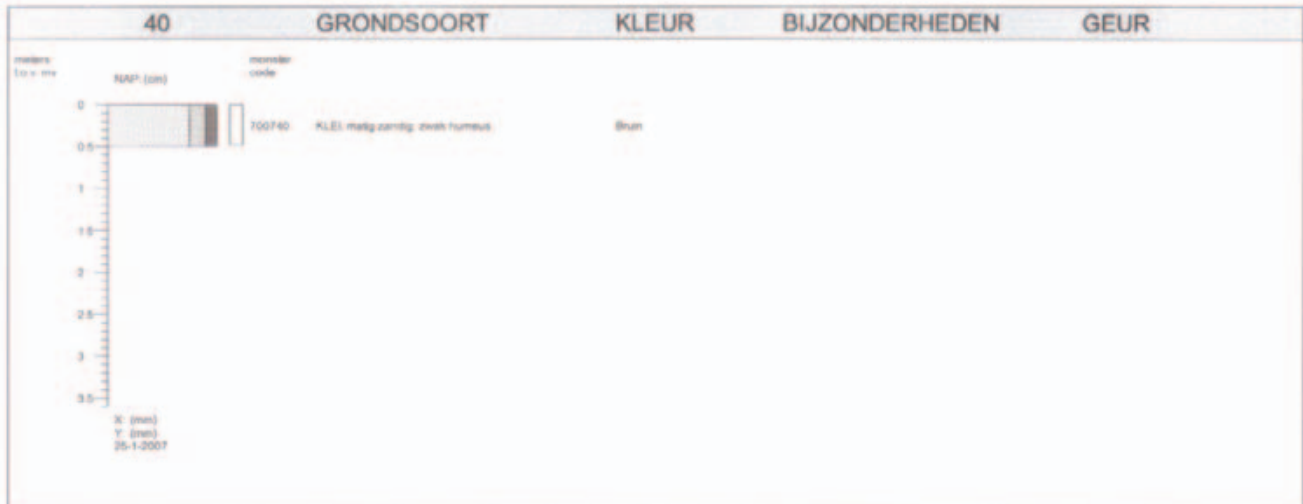 40 GRONDSOORT KLEUR BIJZONDERHEDEN GEUR
meters monster
t.o.v. mv code
NAP: (cm)
0
700740 KLEI, matig zandig, zwak humeus Bruin
0.5
1
1.5
2
2.5
3
3.5
X: (mm)
Y: (mm)
25-1-2007